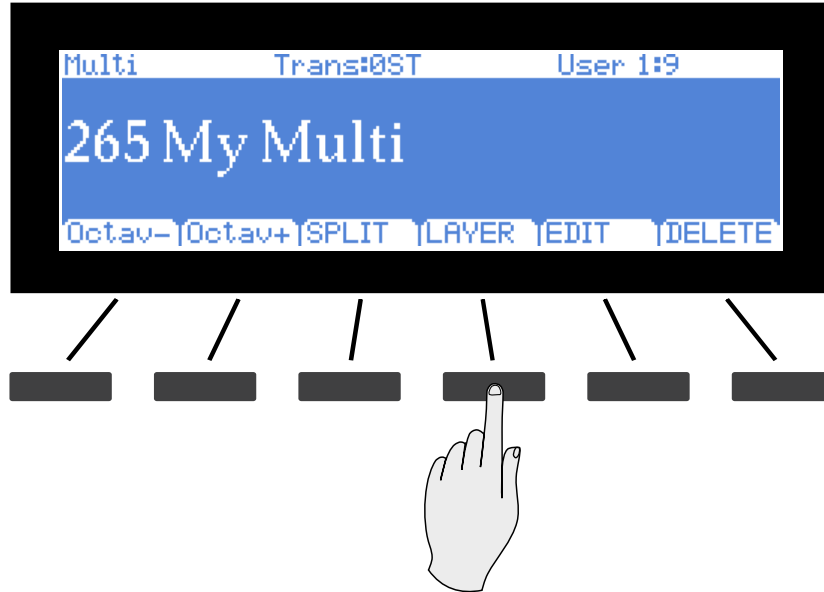 Multi Trans:0ST User 1:9
265 My Multi
Octav- Octav+ SPLIT LAYER EDIT DELETE